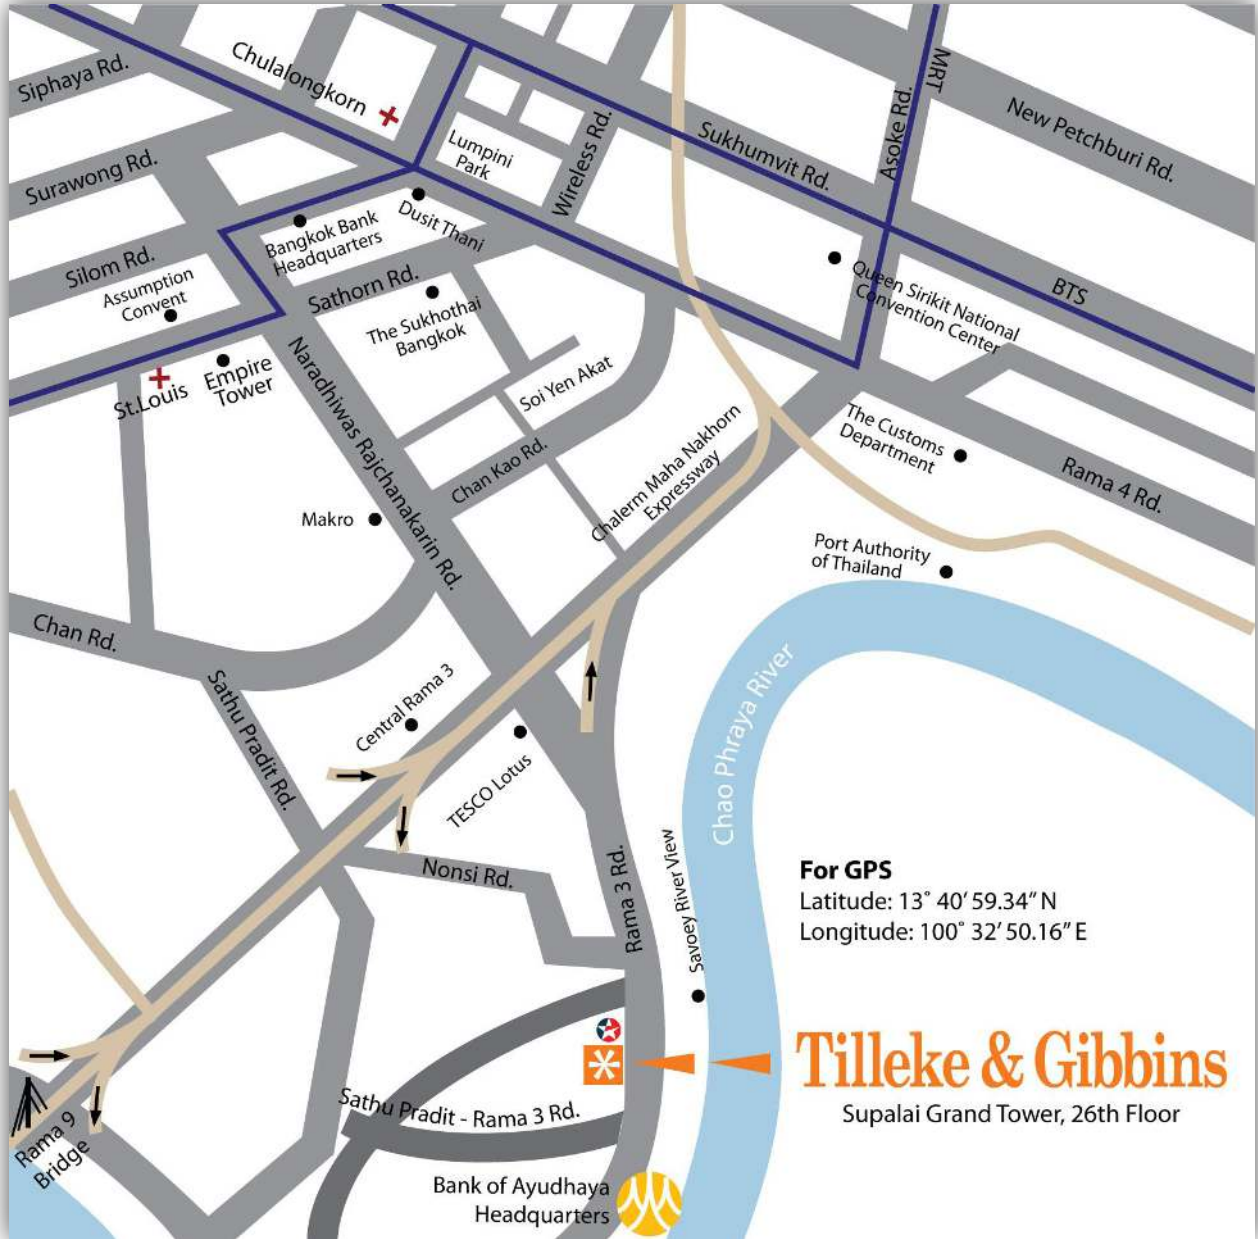 Siphaya Rd.
Chulalongkorn
MRT
New Petchburi Rd.
Asoke Rd.
Sukhumvit Rd.
Wireless Rd.
Lumpini
Park
Surawong Rd.
Dusit Thani
Bangkok Bank
Headquarters
Silom Rd.
Assumption
Convent
Sathorn Rd.
The Sukhothai
Bangkok
Queen Sirikit National
Convention Center
BTS
St.Louis
Empire
Tower
Naradhiwas Rajchanakarin Rd.
Soi Yen Akat
Chan Kao Rd.
Chalerm Maha Nakhorn
Expressway
The Customs
Department
Rama 4 Rd.
Makro
Port Authority
of Thailand
Chan Rd.
Sathu Pradit Rd.
Central Rama 3
TESCO Lotus
Chao Phraya River
Nonsi Rd.
Rama 3 Rd.
Savoey River View
For GPS
Latitude: 13° 40' 59.34" N
Longitude: 100° 32' 50.16" E
Tilleke & Gibbins
Supalai Grand Tower, 26th Floor
Sathu Pradit - Rama 3 Rd.
Rama 9
Bridge
Bank of Ayudhaya
Headquarters